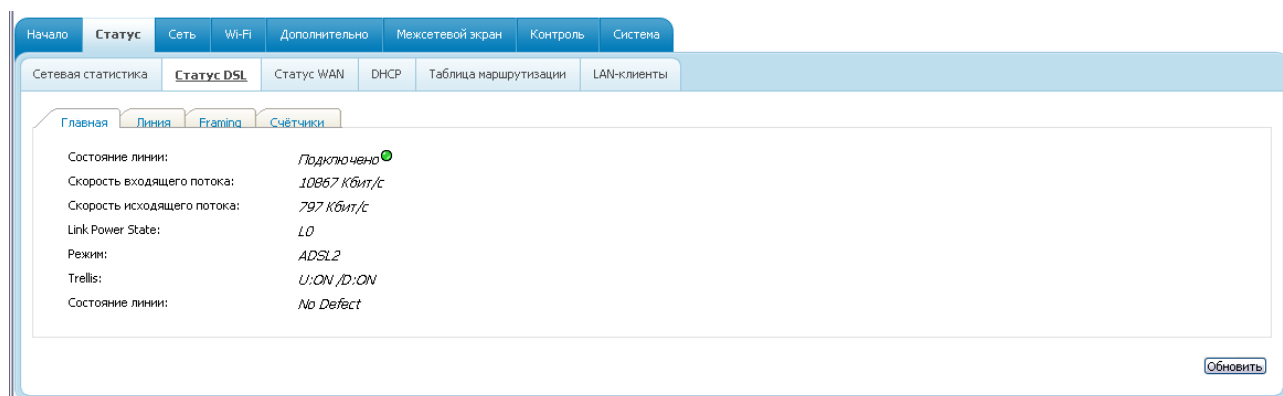 Начало Статус Сеть Wi-Fi Дополнительно Межсетевой экран Контроль Система
Сетевая статистика Статус DSL Статус WAN DHCP Таблица маршрутизации LAN-клиенты
Главная Линия Framing Счётчики
Состояние линии: Подключено
Скорость входящего потока: 10867 Кбит/с
Скорость исходящего потока: 797 Кбит/с
Link Power State: L0
Режим: ADSL2
Trellis: U:ON /D:ON
Состояние линии: No Defect
Обновить